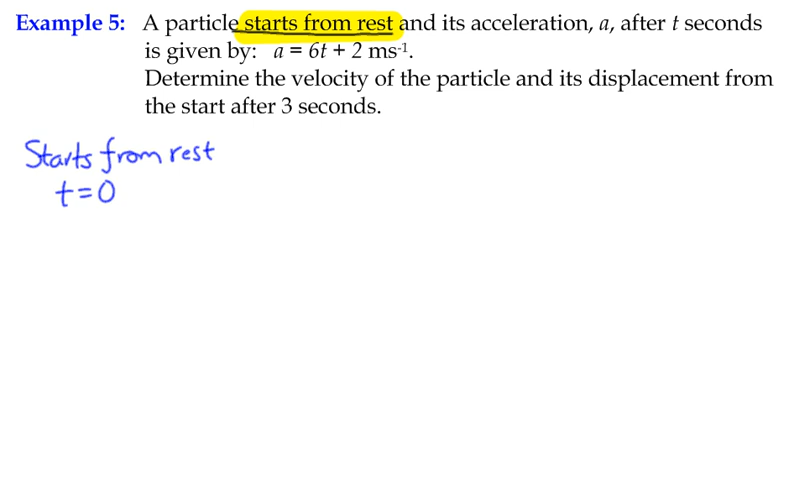 Example 5: A particle starts from rest and its acceleration, a, after t seconds
is given by: a = 6t + 2 ms⁻¹.
Determine the velocity of the particle and its displacement from
the start after 3 seconds.
Starts from rest
t=0